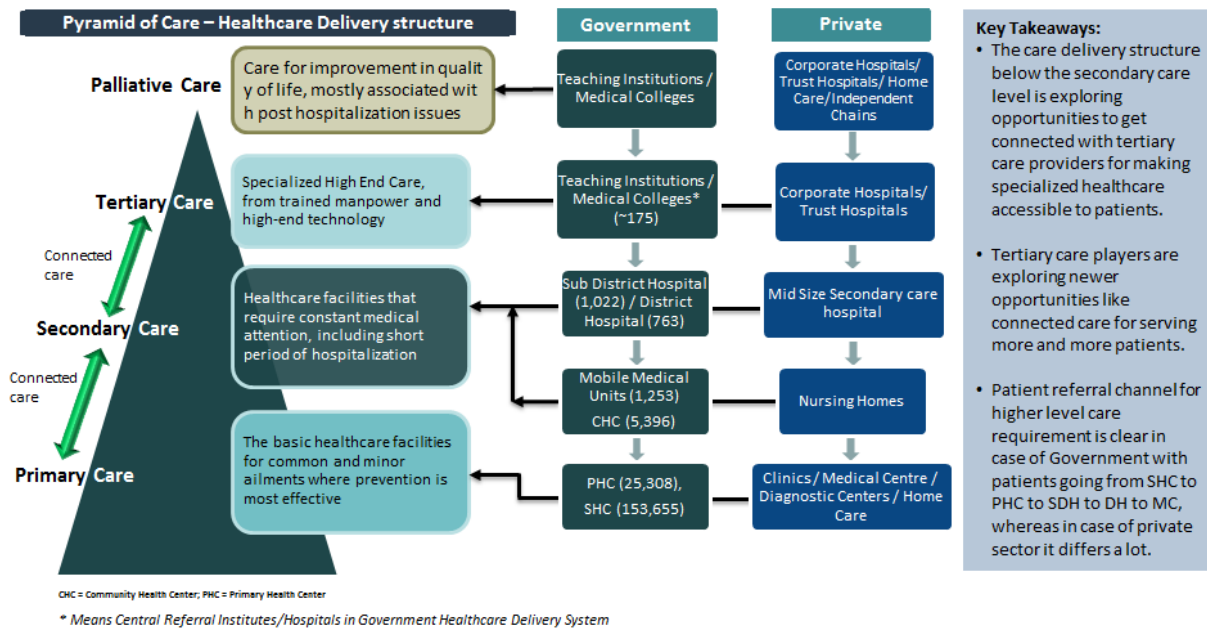 Pyramid of Care – Healthcare Delivery structure
Government
Private
Palliative Care
Care for improvement in qualit
y of life, mostly associated wit
h post hospitalization issues
Teaching Institutions /
Medical Colleges
Corporate Hospitals/
Trust Hospitals/ Home
Care/Independent
Chains
Tertiary Care
Specialized High End Care,
from trained manpower and
high-end technology
Teaching Institutions /
Medical Colleges*
(~175)
Corporate Hospitals/
Trust Hospitals
Connected
care
Secondary Care
Healthcare facilities that
require constant medical
attention, including short
period of hospitalization
Sub District Hospital
(1,022) / District
Hospital (763)
Mid Size Secondary care
hospital
Connected
care
Mobile Medical
Units (1,253)
CHC (5,396)
Nursing Homes
Primary Care
The basic healthcare facilities
for common and minor
ailments where prevention is
most effective
PHC (25,308),
SHC (153,655)
Clinics / Medical Centre /
Diagnostic Centers / Home
Care
Key Takeaways:
• The care delivery structure
below the secondary care
level is exploring
opportunities to get
connected with tertiary
care providers for making
specialized healthcare
accessible to patients.
• Tertiary care players are
exploring newer
opportunities like
connected care for serving
more and more patients.
• Patient referral channel for
higher level care
requirement is clear in
case of Government with
patients going from SHC to
PHC to SDH to DH to MC,
whereas in case of private
sector it differs a lot.
CHC = Community Health Center; PHC = Primary Health Center
* Means Central Referral Institutes/Hospitals in Government Healthcare Delivery System